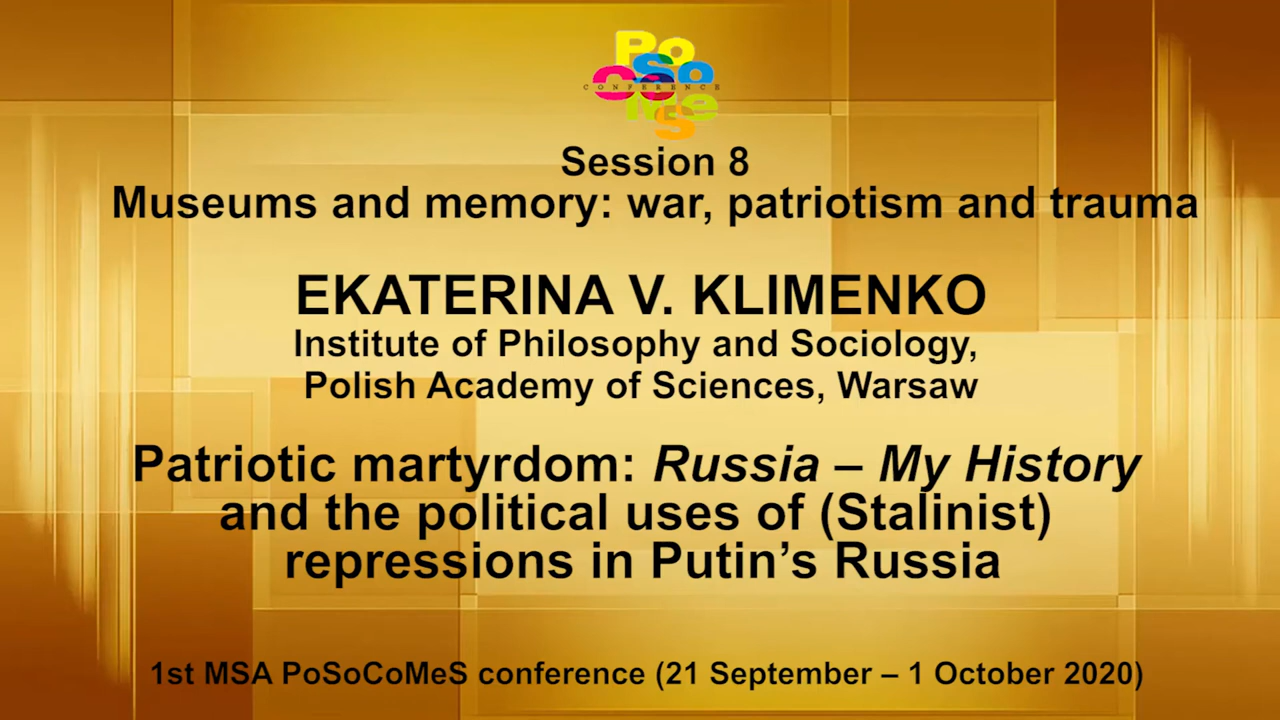 PoSoCoMeS
CONFERENCE
Session 8
Museums and memory: war, patriotism and trauma
EKATERINA V. KLIMENKO
Institute of Philosophy and Sociology,
Polish Academy of Sciences, Warsaw
Patriotic martyrdom: Russia – My History
and the political uses of (Stalinist)
repressions in Putin’s Russia
1st MSA PoSoCoMeS conference (21 September – 1 October 2020)